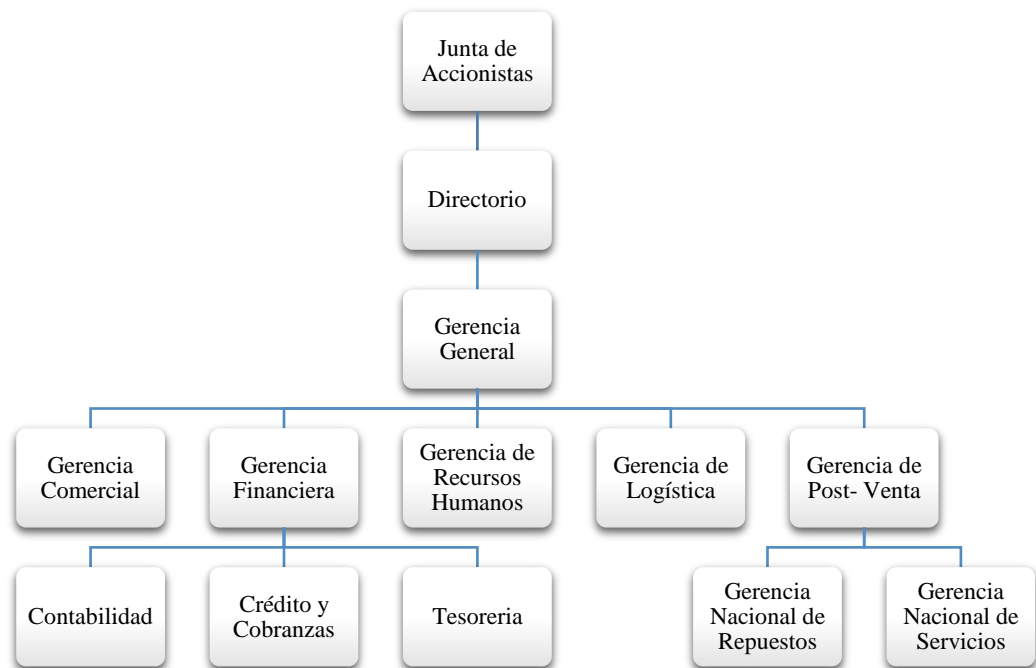 Junta de
Accionistas
Directorio
Gerencia
General
Gerencia
Comercial
Gerencia
Financiera
Gerencia de
Recursos
Humanos
Gerencia de
Logística
Gerencia de
Post- Venta
Contabilidad
Crédito y
Cobranzas
Tesoreria
Gerencia
Nacional de
Repuestos
Gerencia
Nacional de
Servicios